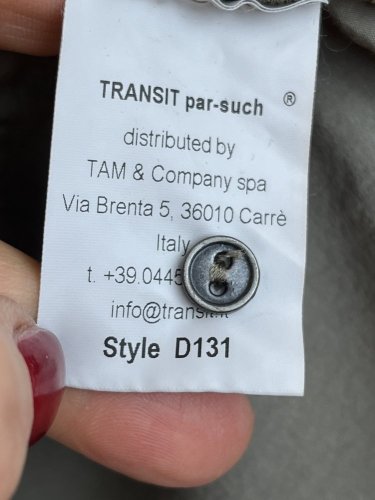 TRANSIT par-such ®
distributed by
TAM & Company spa
Via Brenta 5, 36010 Carrè
Italy
t. +39.0445
info@transit.it
Style D131